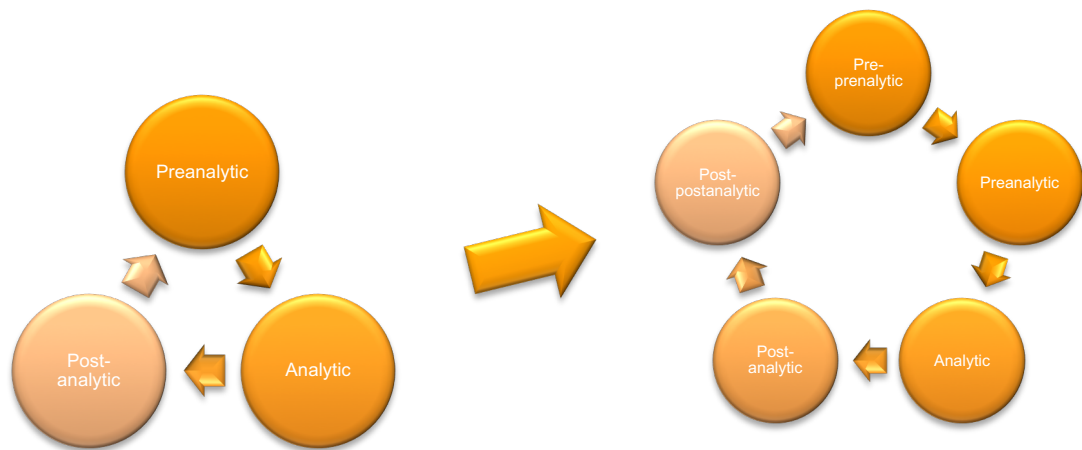 Preanalytic
Analytic
Post-
analytic
Pre-
prenalytic
Preanalytic
Analytic
Post-
analytic
Post-
postanalytic